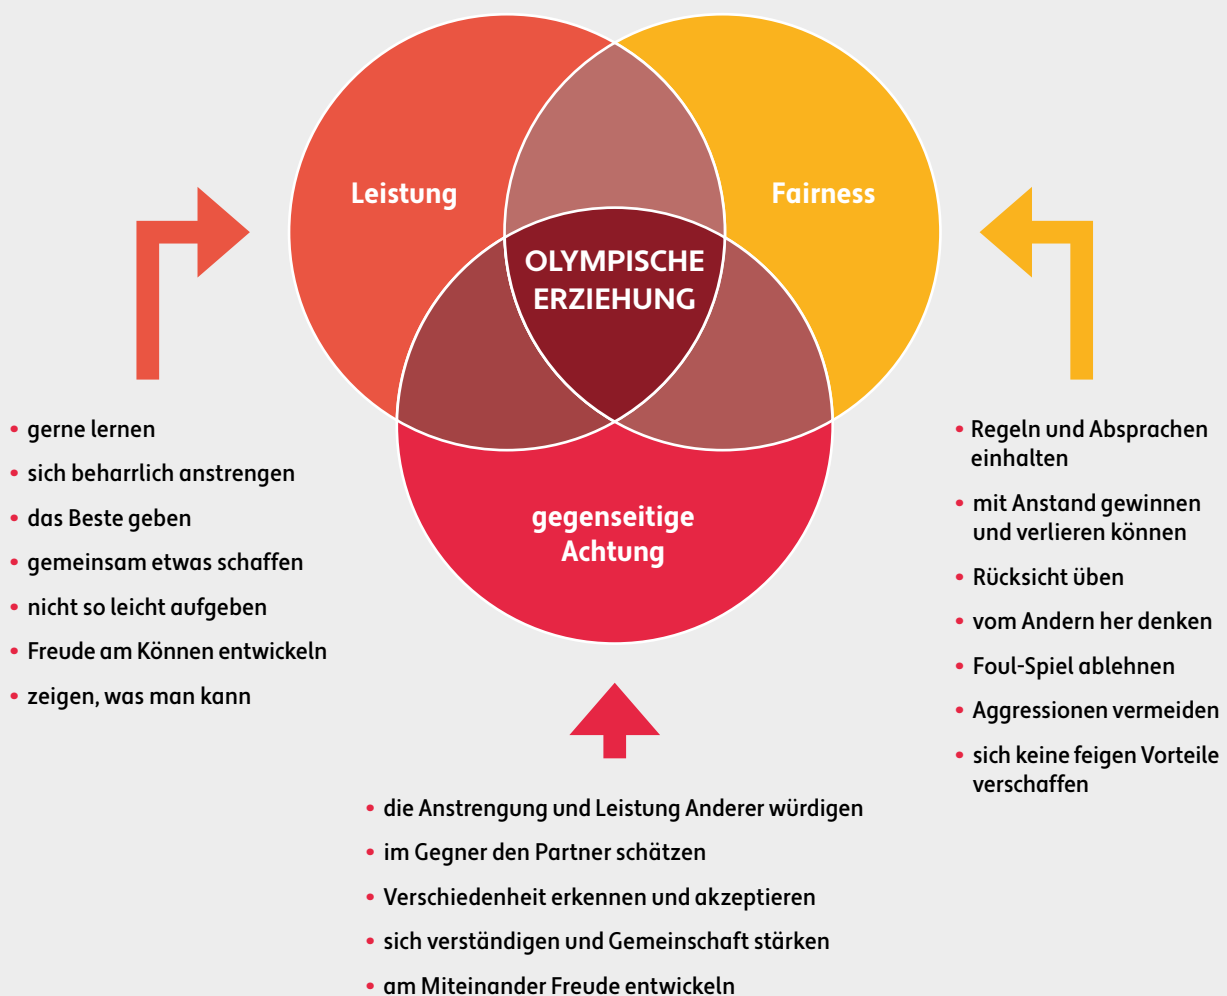 Leistung
Fairness
OLYMPISCHE
ERZIEHUNG
gegenseitige
Achtung
• gerne lernen
• sich beharrlich anstrengen
• das Beste geben
• gemeinsam etwas schaffen
• nicht so leicht aufgeben
• Freude am Können entwickeln
• zeigen, was man kann
• Regeln und Absprachen
einhalten
• mit Anstand gewinnen
und verlieren können
• Rücksicht üben
• vom Andern her denken
• Foul-Spiel ablehnen
• Aggressionen vermeiden
• sich keine feigen Vorteile
verschaffen
• die Anstrengung und Leistung Anderer würdigen
• im Gegner den Partner schätzen
• Verschiedenheit erkennen und akzeptieren
• sich verständigen und Gemeinschaft stärken
• am Miteinander Freude entwickeln